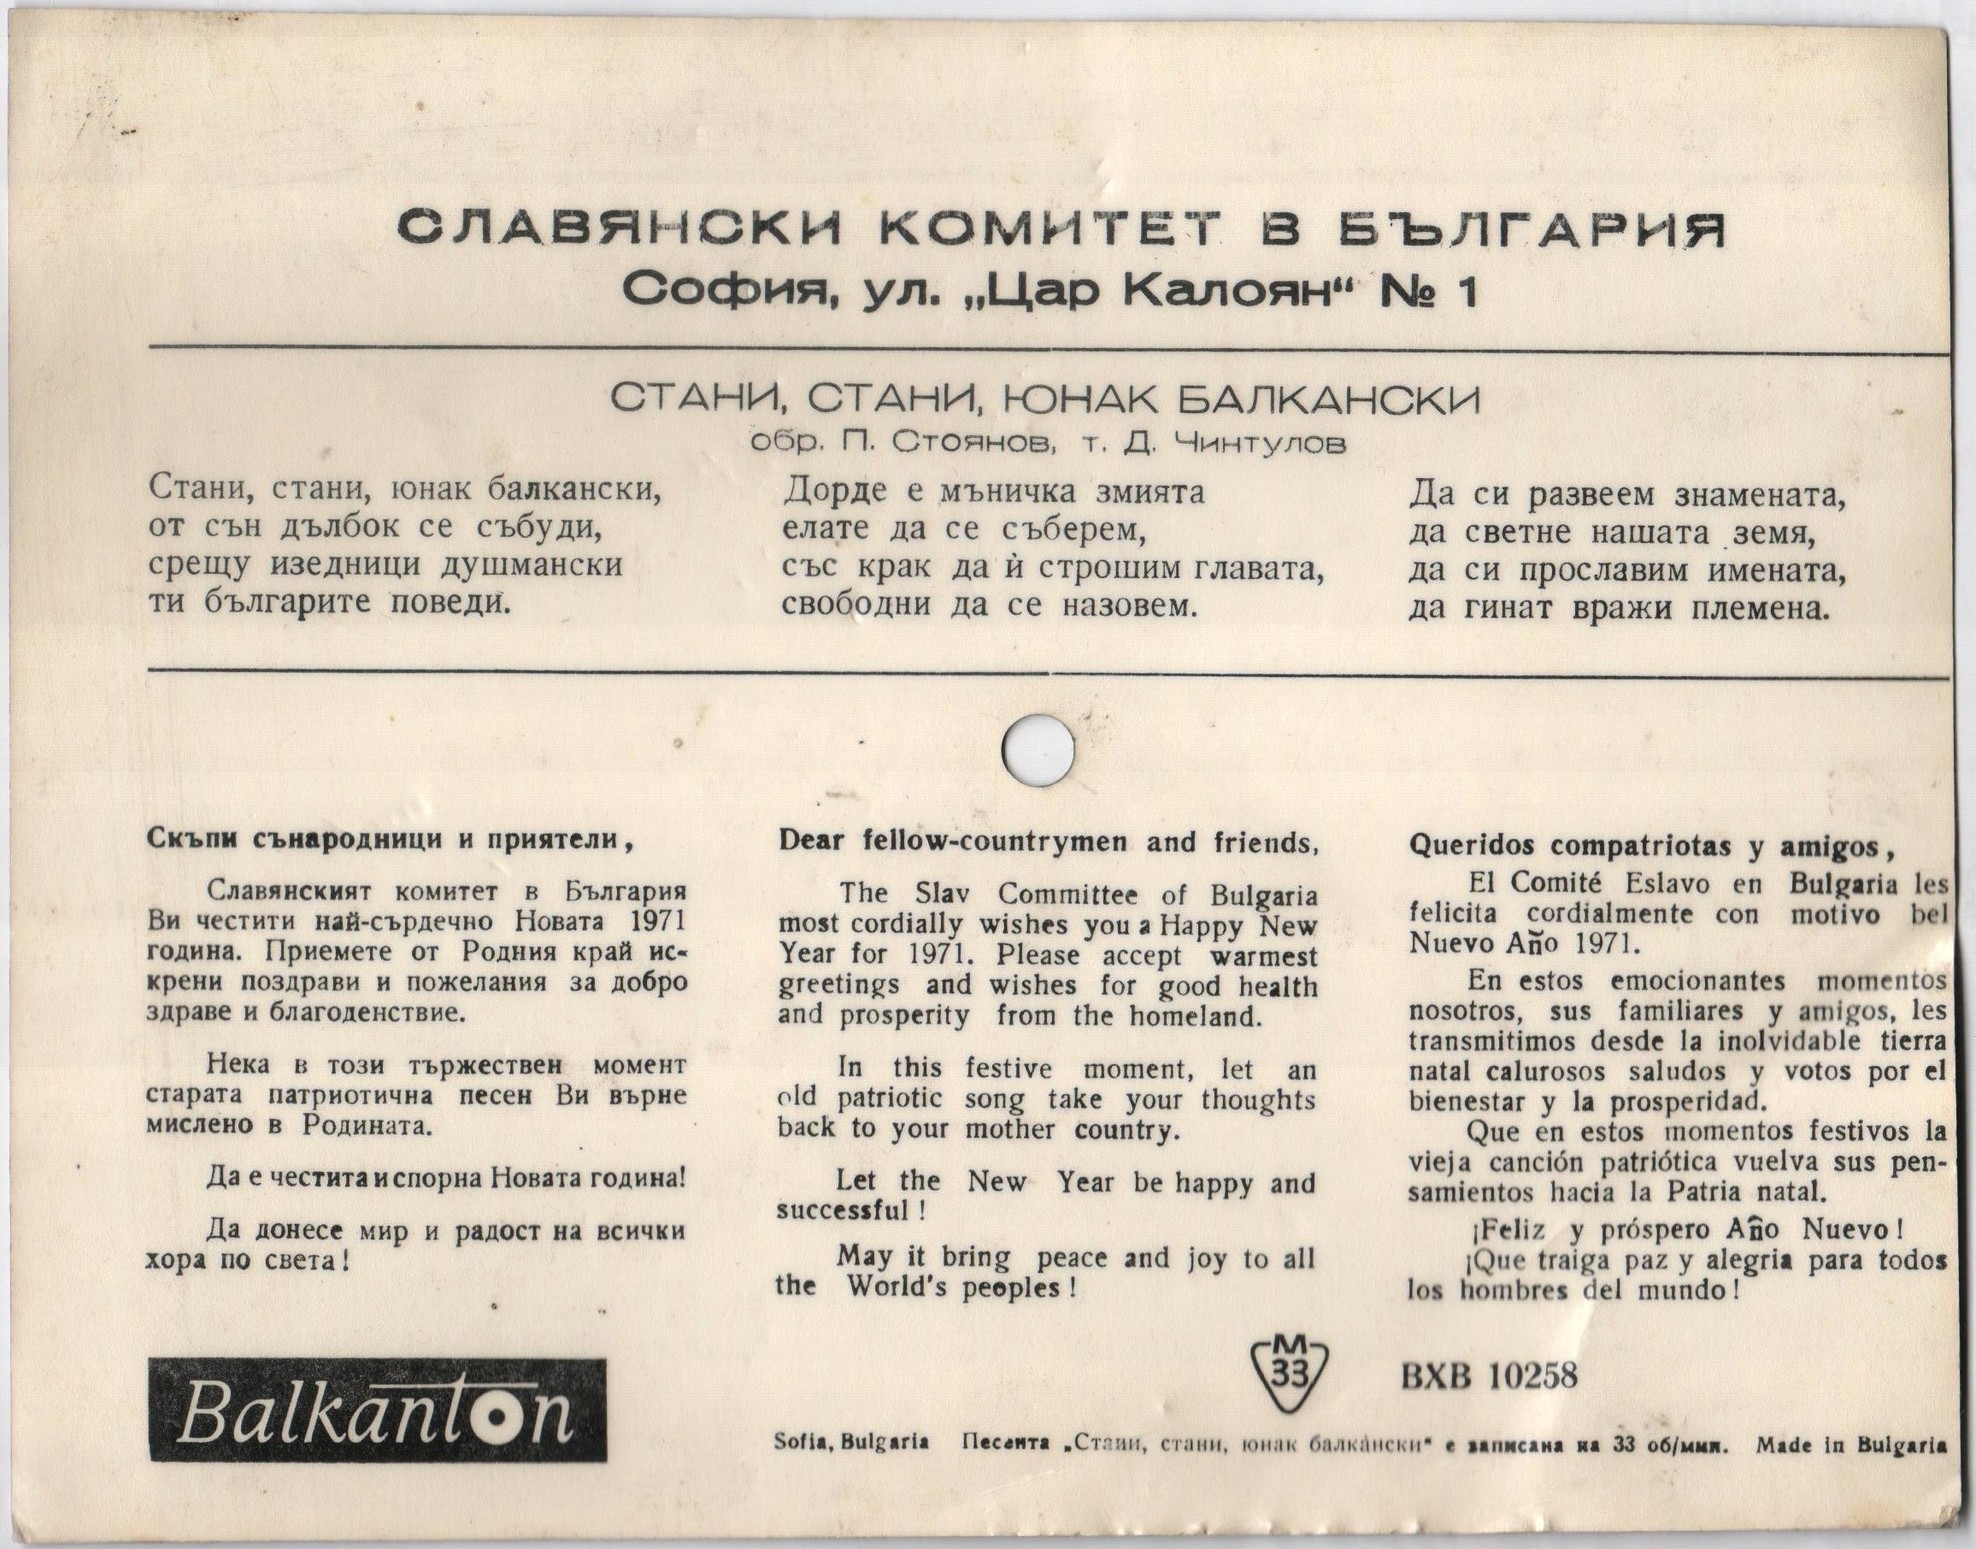 СЛАВЯНСКИ КОМИТЕТ В БЪЛГАРИЯ
София, ул. „Цар Калоян“ № 1
СТАНИ, СТАНИ, ЮНАК БАЛКАНСКИ
обр. П. Стоянов, т. Д. Чинтулов
Стани, стани, юнак балкански,
от сън дълбок се събуди,
срещу изедници душмански
ти българите поведи.
Дорде е мъничка змията
елате да се съберем,
със крак да ѝ строшим главата,
свободни да се назовем.
Да си развеем знамената,
да светне нашата земя,
да си прославим имената,
да гинат вражи племена.
Скъпи сънародници и приятели,
Славянският комитет в България
Ви честити най-сърдечно Новата 1971
година. Приемете от Родния край ис-
крени поздрави и пожелания за добро
здраве и благоденствие.
Нека в този тържествен момент
старата патриотична песен Ви върне
мислено в Родината.
Да е честита и спорна Новата година!
Да донесе мир и радост на всички
хора по света!
Dear fellow-countrymen and friends,
The Slav Committee of Bulgaria
most cordially wishes you a Happy New
Year for 1971. Please accept warmest
greetings and wishes for good health
and prosperity from the homeland.
In this festive moment, let an
old patriotic song take your thoughts
back to your mother country.
Let the New Year be happy and
successful!
May it bring peace and joy to all
the World's peoples!
Queridos compatriotas y amigos,
El Comité Eslavo en Bulgaria les
felicita cordialmente con motivo bel
Nuevo Año 1971.
En estos emocionantes momentos
nosotros, sus familiares y amigos, les
transmitimos desde la inolvidable tierra
natal calurosos saludos y votos por el
bienestar y la prosperidad.
Que en estos momentos festivos la
vieja canción patriótica vuelva sus pen-
samientos hacia la Patria natal.
¡Feliz y próspero Año Nuevo!
¡Que traiga paz y alegria para todos
los hombres del mundo!
Balkanton
M
33
ВХВ 10258
Sofia, Bulgaria Песента „Стани, стани, юнак балкански“ е записана на 33 об/мин. Made in Bulgaria